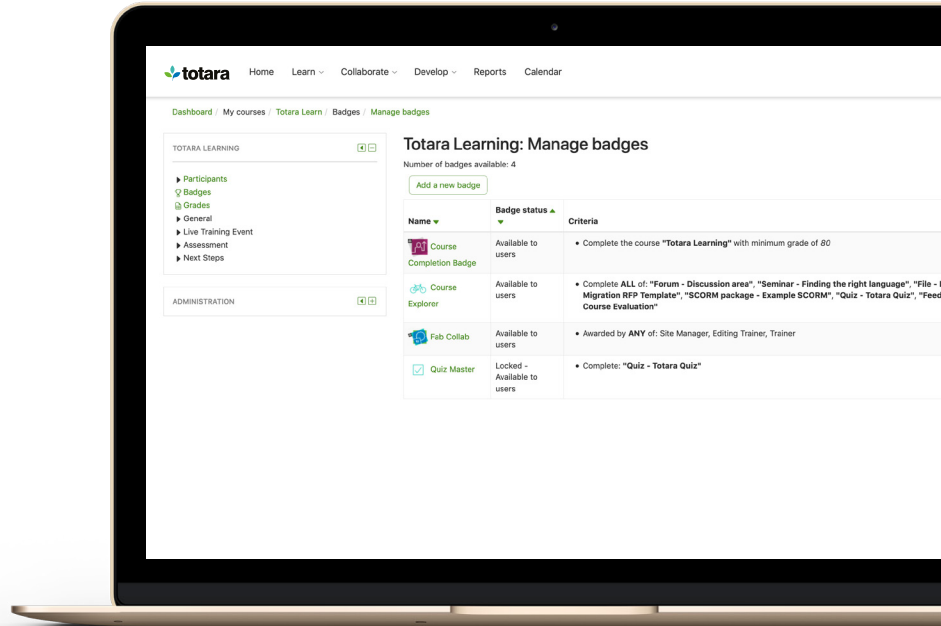 totara Home Learn Collaborate Develop Reports Calendar
Dashboard / My courses / Totara Learn / Badges / Manage badges
TOTARA LEARNING
Participants
Badges
Grades
General
Live Training Event
Assessment
Next Steps
ADMINISTRATION
Totara Learning: Manage badges
Number of badges available: 4
Add a new badge
Name Badge status Criteria
Course
Completion Badge
Available to
users
• Complete the course "Totara Learning" with minimum grade of 80
Course
Explorer
Available to
users
• Complete ALL of: "Forum - Discussion area", "Seminar - Finding the right language", "File -
Migration RFP Template", "SCORM package - Example SCORM", "Quiz - Totara Quiz", "Feed
Course Evaluation"
Fab Collab
Available to
users
• Awarded by ANY of: Site Manager, Editing Trainer, Trainer
Quiz Master
Locked -
Available to
users
• Complete: "Quiz - Totara Quiz"